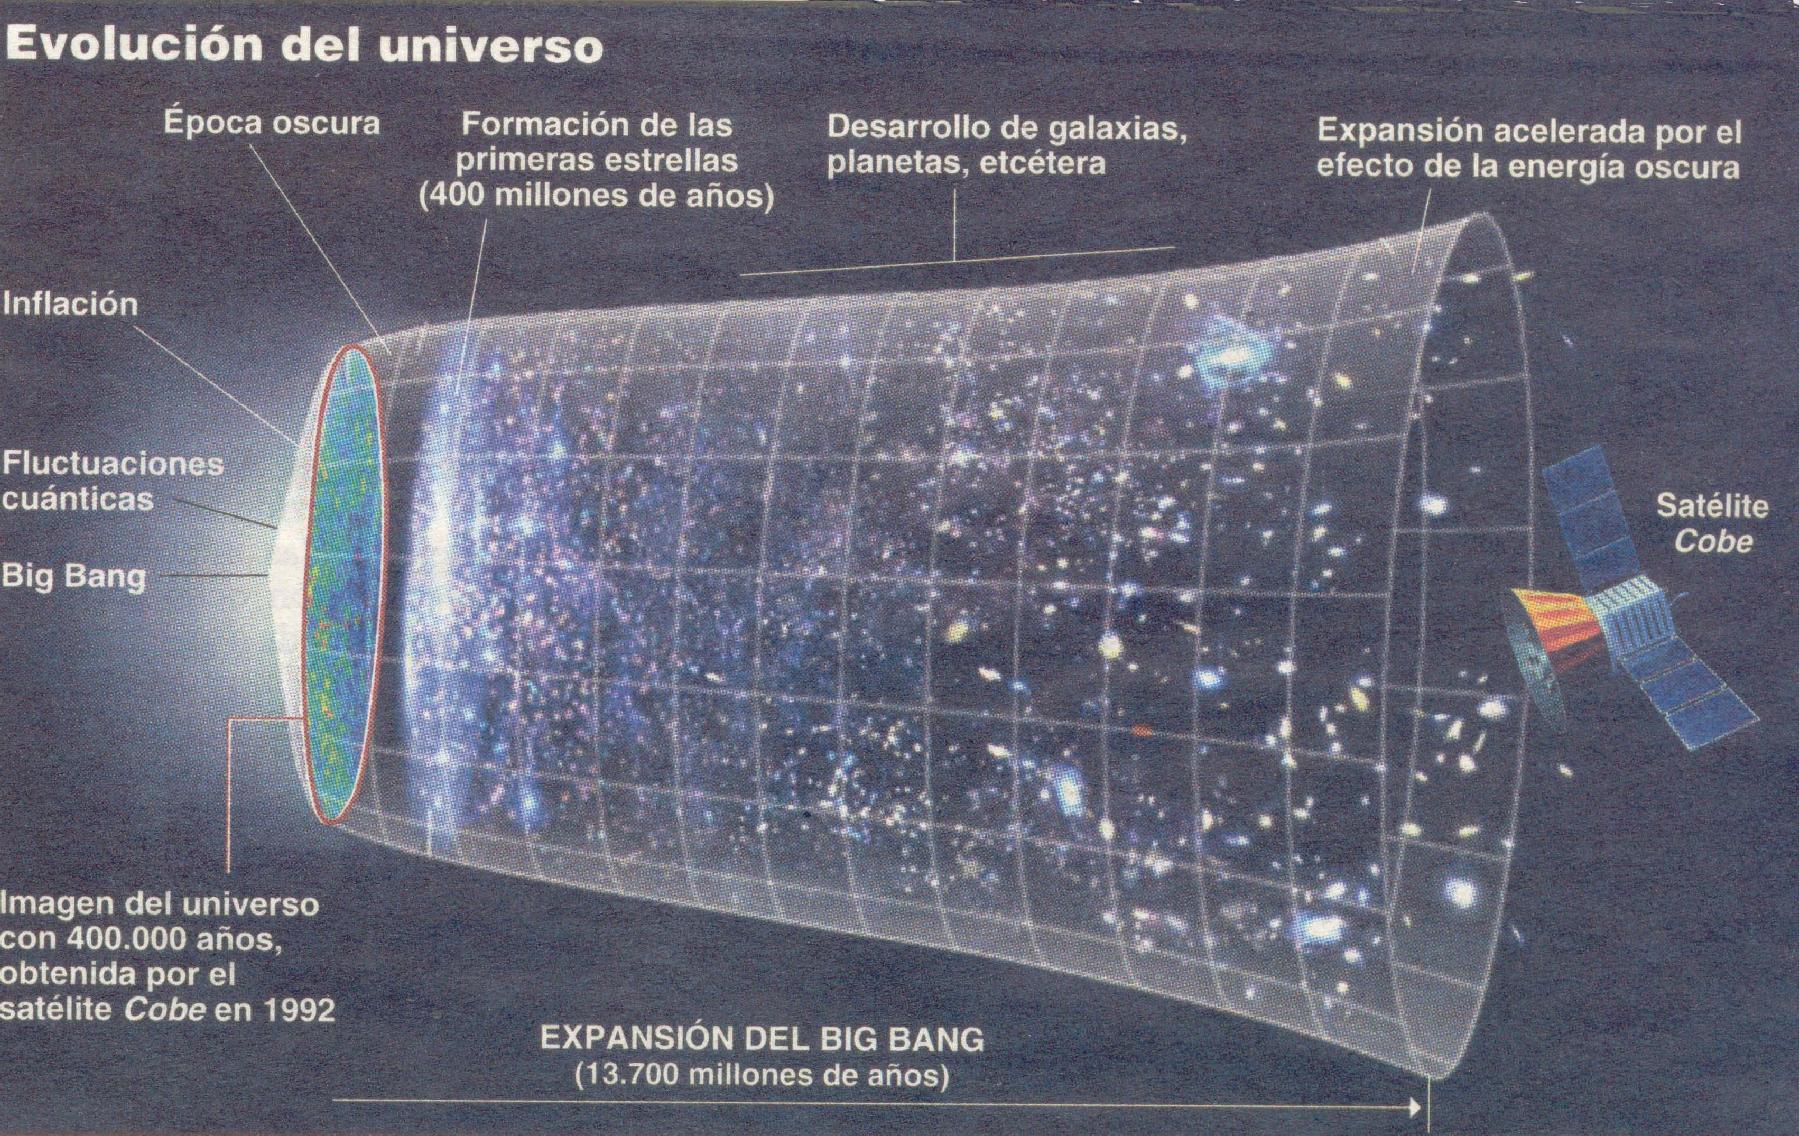 Evolución del universo
Época oscura
Formación de las
primeras estrellas
(400 millones de años)
Desarrollo de galaxias,
planetas, etcétera
Expansión acelerada por el
efecto de la energía oscura
Inflación
Fluctuaciones
cuánticas
Big Bang
Satélite
Cobe
Imagen del universo
con 400.000 años,
obtenida por el
satélite Cobe en 1992
EXPANSIÓN DEL BIG BANG
(13.700 millones de años)